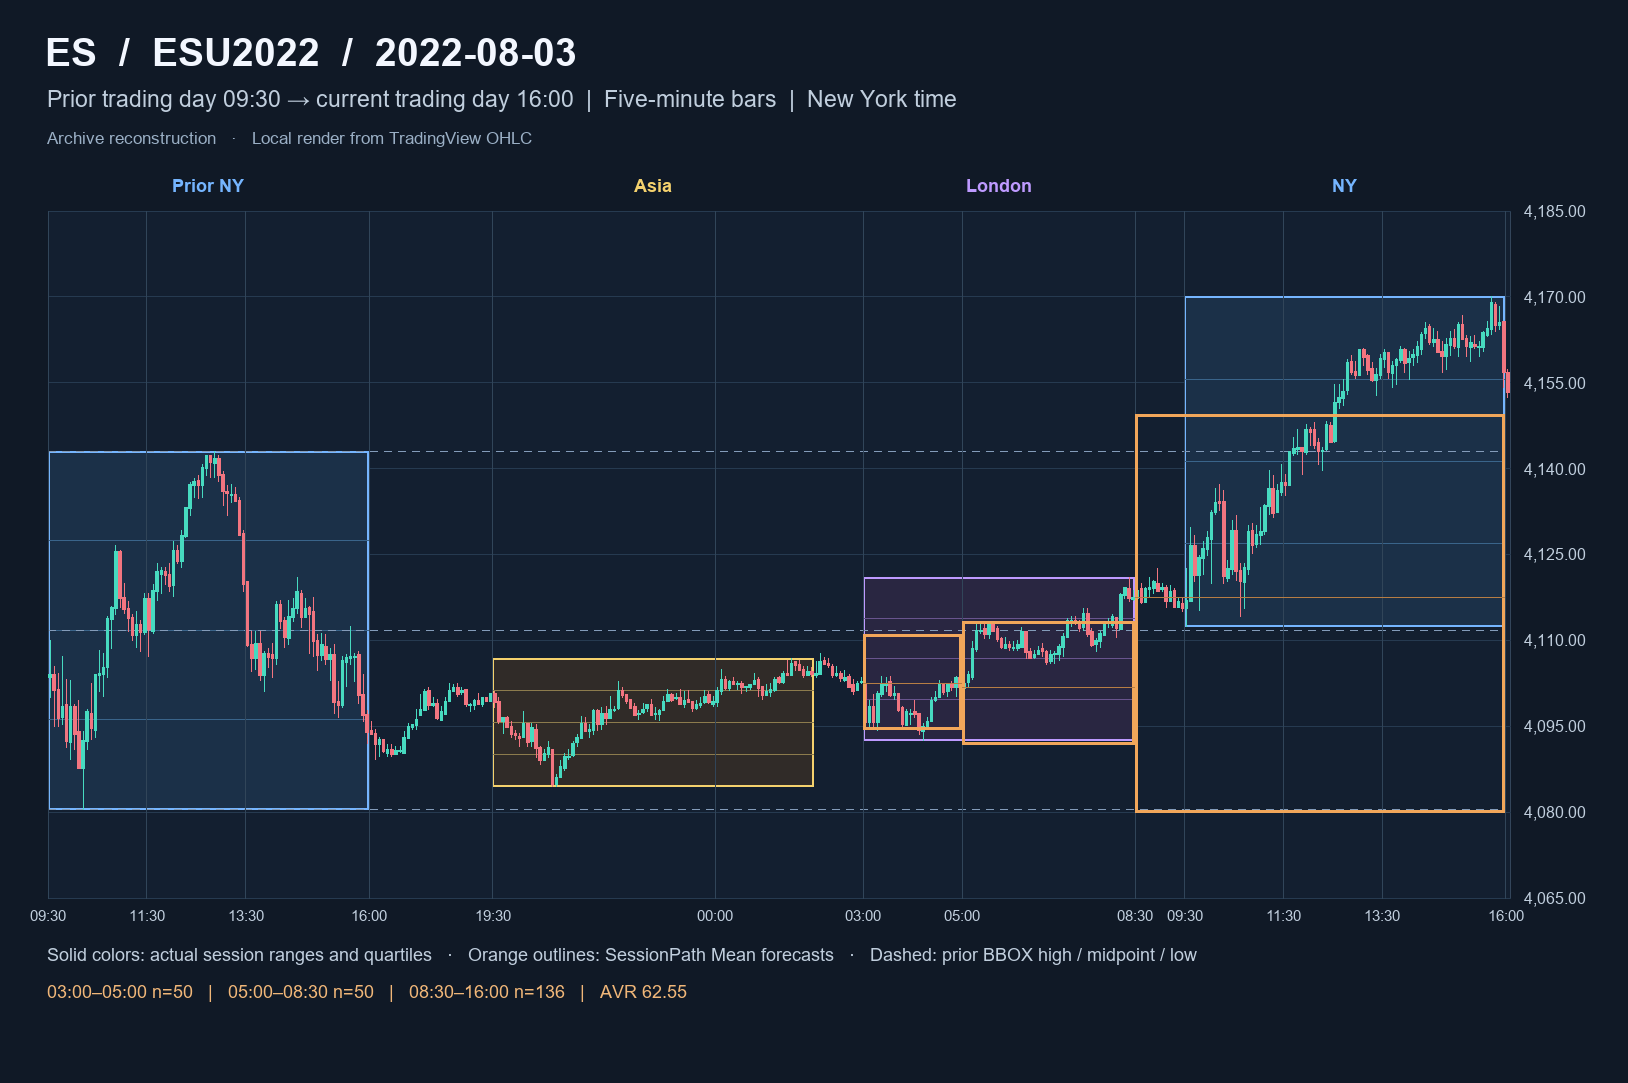 ES / ESU2022 / 2022-08-03
Prior trading day 09:30 → current trading day 16:00 | Five-minute bars | New York time
Archive reconstruction · Local render from TradingView OHLC
Prior NY Asia London NY
4,185.00
4,170.00
4,155.00
4,140.00
4,125.00
4,110.00
4,095.00
4,080.00
4,065.00
09:30 11:30 13:30 16:00 19:30 00:00 03:00 05:00 08:30 09:30 11:30 13:30 16:00
Solid colors: actual session ranges and quartiles · Orange outlines: SessionPath Mean forecasts · Dashed: prior BBOX high / midpoint / low
03:00–05:00 n=50 | 05:00–08:30 n=50 | 08:30–16:00 n=136 | AVR 62.55